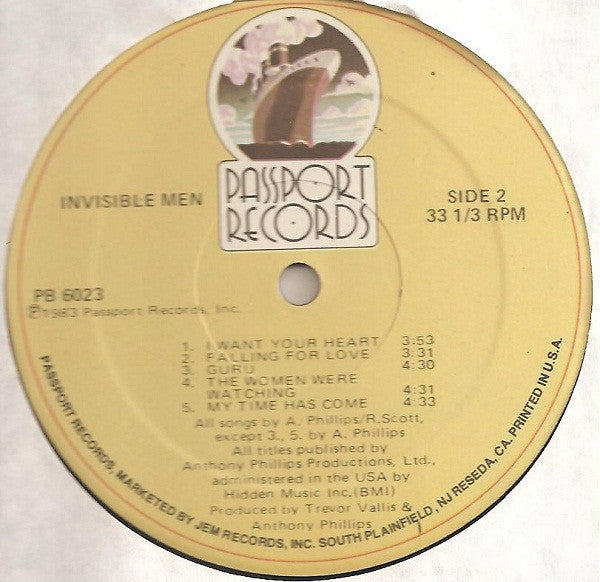 PASSPORT
RECORDS
INVISIBLE MEN
SIDE 2
33 1/3 RPM
PB 6023
℗1983 Passport Records, Inc.
1. I WANT YOUR HEART 3:53
2. FALLING FOR LOVE 3:31
3. GURU 4:30
4. THE WOMEN WERE
WATCHING 4:31
5. MY TIME HAS COME 4:33
All songs by A. Phillips/R.Scott,
except 3., 5. by A. Phillips
All titles published by
Anthony Phillips Productions, Ltd.,
administered in the USA by
Hidden Music Inc.(BMI)
Produced by Trevor Vallis &
Anthony Phillips
PASSPORT RECORDS, MARKETED BY JEM RECORDS, INC. SOUTH PLAINFIELD, NJ RESEDA, CA. PRINTED IN U.S.A.